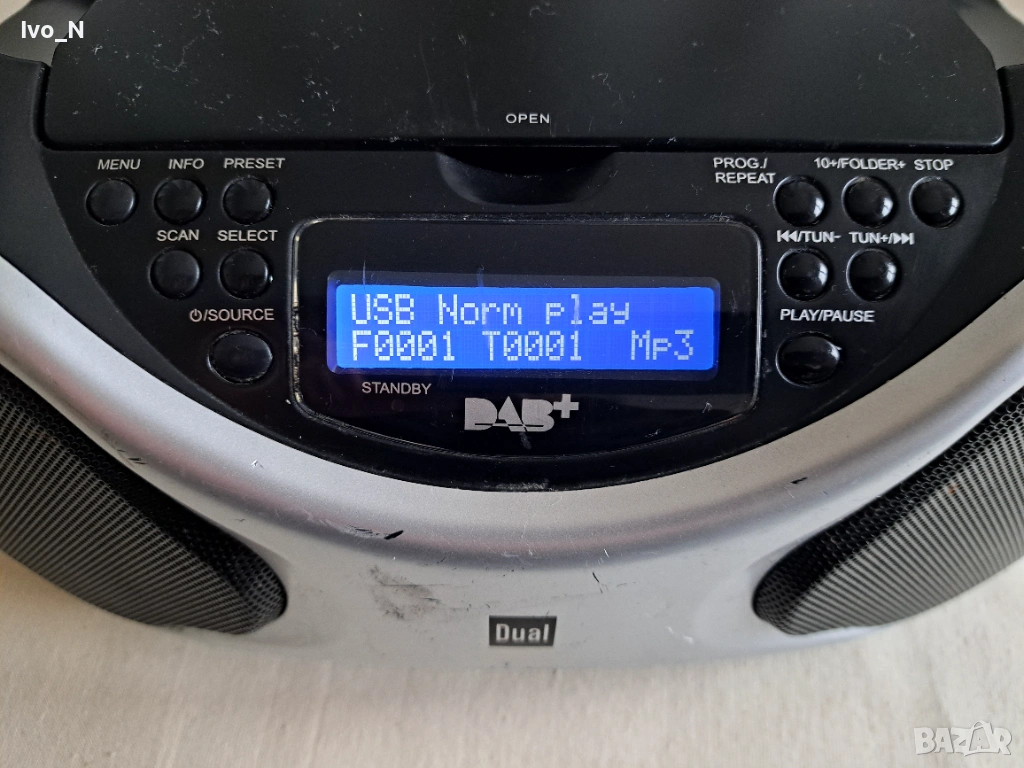 Ivo_N
OPEN
MENU INFO PRESET
PROG./
REPEAT
10+/FOLDER+ STOP
SCAN SELECT
⏮/TUN- TUN+/⏭
⏻/SOURCE
PLAY/PAUSE
USB Norm play
F0001 T0001 Mp3
STANDBY
DAB+
Dual
BAZAR